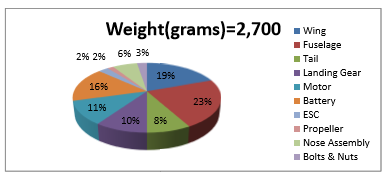 Weight(grams)=2,700
2% 2% 6% 3%
19%
16%
23%
11%
10% 8%
Wing
Fuselage
Tail
Landing Gear
Motor
Battery
ESC
Propeller
Nose Assembly
Bolts & Nuts